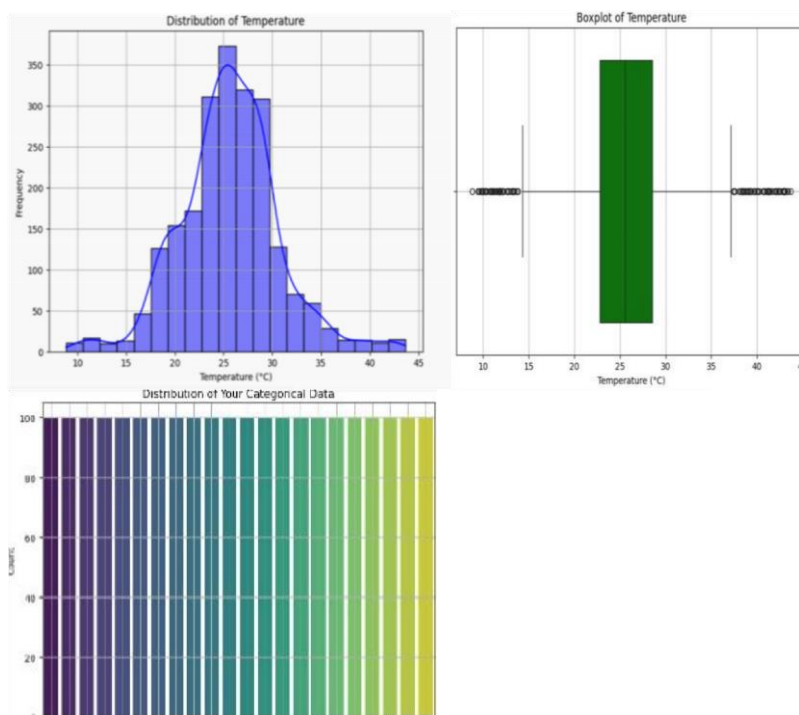 Distribution of Temperature
350
300
250
200
150
100
50
0
Frequency
10 15 20 25 30 35 40 45
Temperature (°C)
Boxplot of Temperature
10 15 20 25 30 35 40
Temperature (°C)
Distribution of Your Categorical Data
100
80
60
40
20
Count